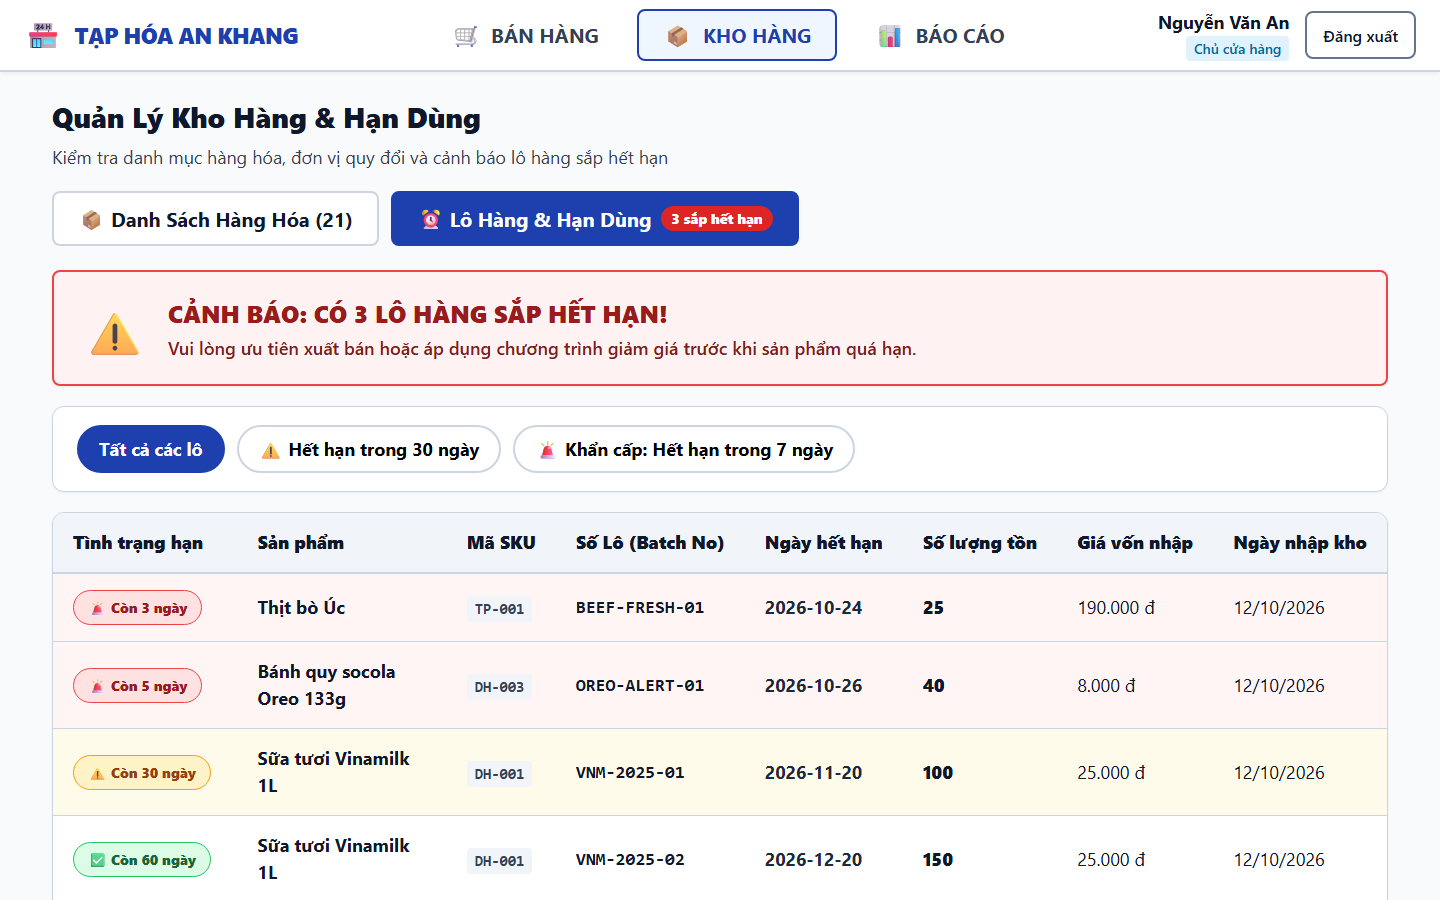 24 H
TẠP HÓA AN KHANG
BÁN HÀNG
KHO HÀNG
BÁO CÁO
Nguyễn Văn An
Chủ cửa hàng
Đăng xuất
Quản Lý Kho Hàng & Hạn Dùng
Kiểm tra danh mục hàng hóa, đơn vị quy đổi và cảnh báo lô hàng sắp hết hạn
Danh Sách Hàng Hóa (21)
Lô Hàng & Hạn Dùng 3 sắp hết hạn
CẢNH BÁO: CÓ 3 LÔ HÀNG SẮP HẾT HẠN!
Vui lòng ưu tiên xuất bán hoặc áp dụng chương trình giảm giá trước khi sản phẩm quá hạn.
Tất cả các lô
Hết hạn trong 30 ngày
Khẩn cấp: Hết hạn trong 7 ngày
Tình trạng hạn Sản phẩm Mã SKU Số Lô (Batch No) Ngày hết hạn Số lượng tồn Giá vốn nhập Ngày nhập kho
Còn 3 ngày Thịt bò Úc TP-001 BEEF-FRESH-01 2026-10-24 25 190.000 đ 12/10/2026
Còn 5 ngày Bánh quy socola Oreo 133g DH-003 OREO-ALERT-01 2026-10-26 40 8.000 đ 12/10/2026
Còn 30 ngày Sữa tươi Vinamilk 1L DH-001 VNM-2025-01 2026-11-20 100 25.000 đ 12/10/2026
Còn 60 ngày Sữa tươi Vinamilk 1L DH-001 VNM-2025-02 2026-12-20 150 25.000 đ 12/10/2026